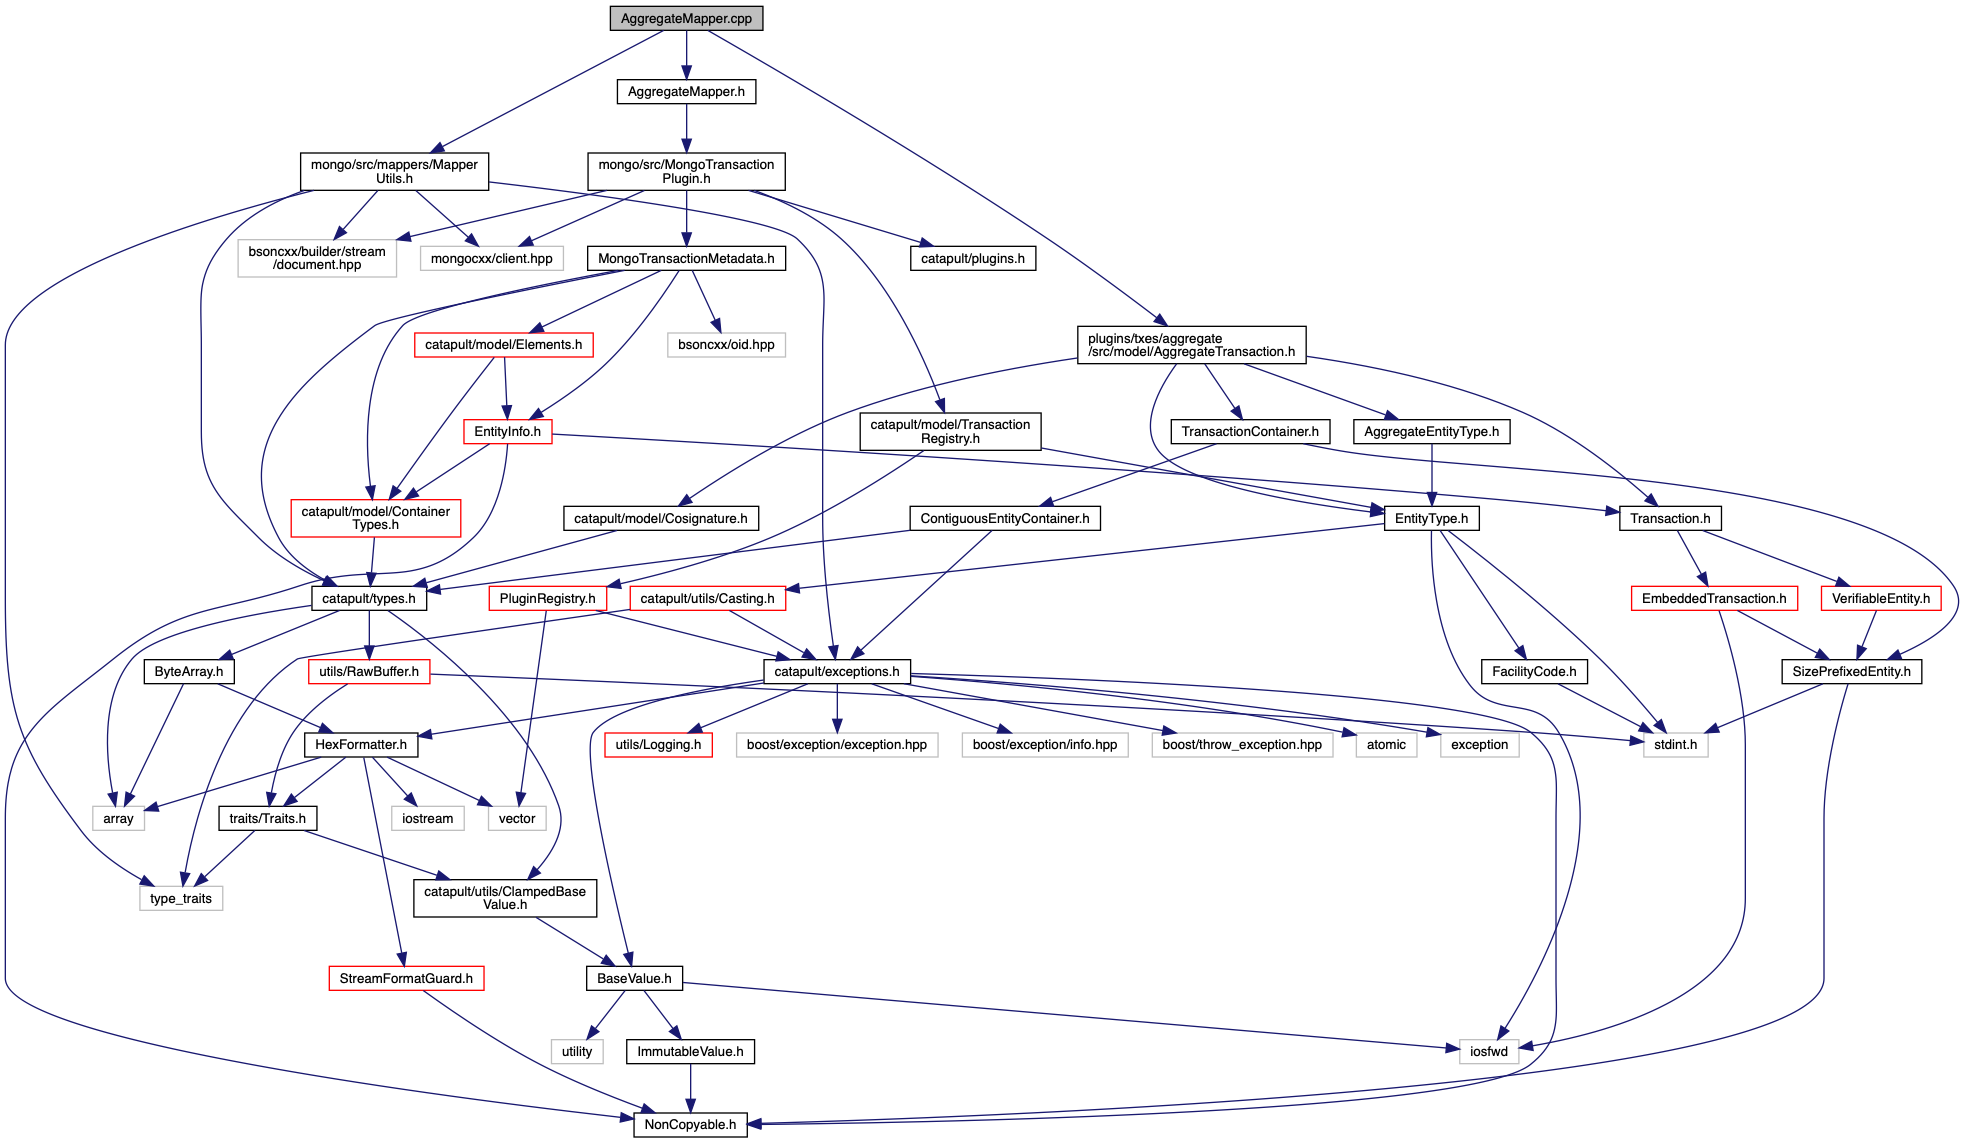 AggregateMapper.cpp
AggregateMapper.h
mongo/src/mappers/Mapper
Utils.h
mongo/src/MongoTransaction
Plugin.h
bsoncxx/builder/stream
/document.hpp
mongocxx/client.hpp
MongoTransactionMetadata.h
catapult/plugins.h
catapult/model/Elements.h
bsoncxx/oid.hpp
plugins/txes/aggregate
/src/model/AggregateTransaction.h
EntityInfo.h
catapult/model/Transaction
Registry.h
TransactionContainer.h
AggregateEntityType.h
catapult/model/Container
Types.h
catapult/model/Cosignature.h
ContiguousEntityContainer.h
EntityType.h
Transaction.h
catapult/types.h
PluginRegistry.h
catapult/utils/Casting.h
EmbeddedTransaction.h
VerifiableEntity.h
ByteArray.h
utils/RawBuffer.h
catapult/exceptions.h
FacilityCode.h
SizePrefixedEntity.h
HexFormatter.h
utils/Logging.h
boost/exception/exception.hpp
boost/exception/info.hpp
boost/throw_exception.hpp
atomic
exception
stdint.h
array
traits/Traits.h
iostream
vector
type_traits
catapult/utils/ClampedBase
Value.h
StreamFormatGuard.h
BaseValue.h
utility
ImmutableValue.h
iosfwd
NonCopyable.h